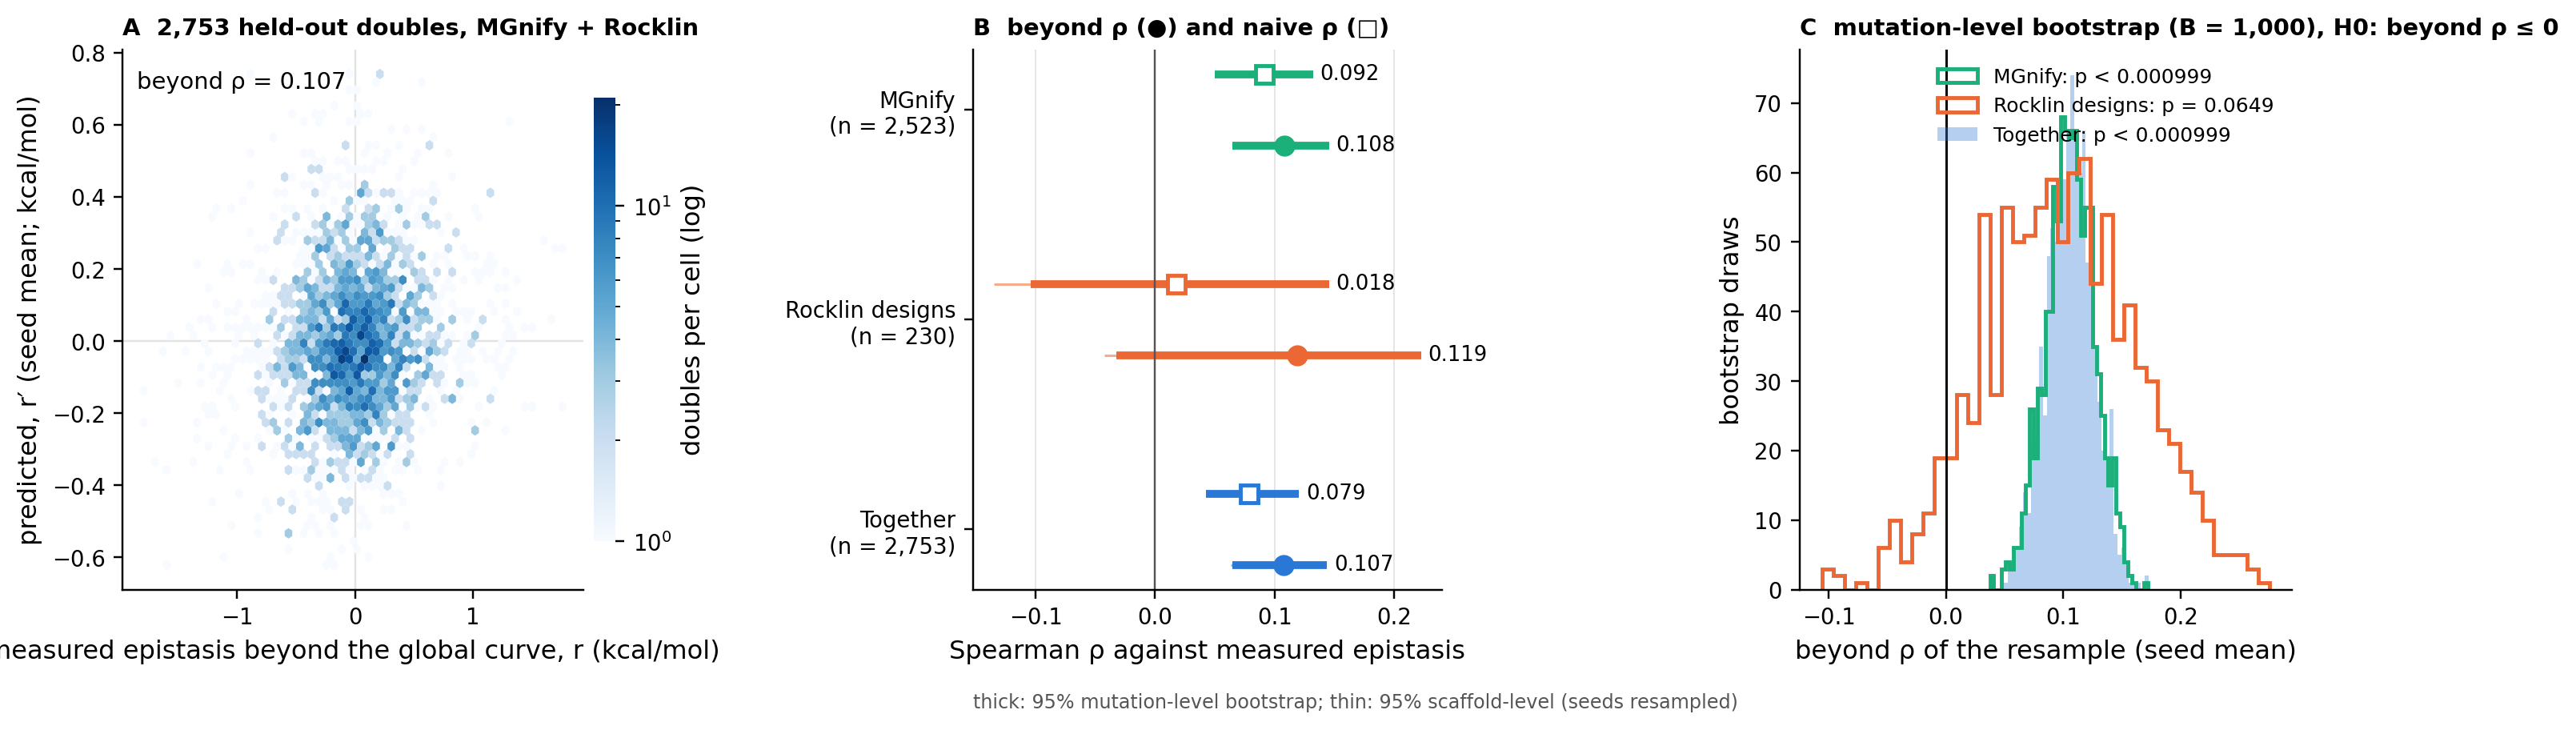 A 2,753 held-out doubles, MGnify + Rocklin
beyond ρ = 0.107
0.8
0.6
0.4
0.2
0.0
−0.2
−0.4
−0.6
predicted, r′ (seed mean; kcal/mol)
−1
0
1
measured epistasis beyond the global curve, r (kcal/mol)
10¹
10⁰
doubles per cell (log)
B beyond ρ (●) and naive ρ (□)
MGnify
(n = 2,523)
0.092
0.108
Rocklin designs
(n = 230)
0.018
0.119
Together
(n = 2,753)
0.079
0.107
−0.1
0.0
0.1
0.2
Spearman ρ against measured epistasis
thick: 95% mutation-level bootstrap; thin: 95% scaffold-level (seeds resampled)
C mutation-level bootstrap (B = 1,000), H0: beyond ρ ≤ 0
MGnify: p < 0.000999
Rocklin designs: p = 0.0649
Together: p < 0.000999
70
60
50
40
30
20
10
0
bootstrap draws
−0.1
0.0
0.1
0.2
beyond ρ of the resample (seed mean)